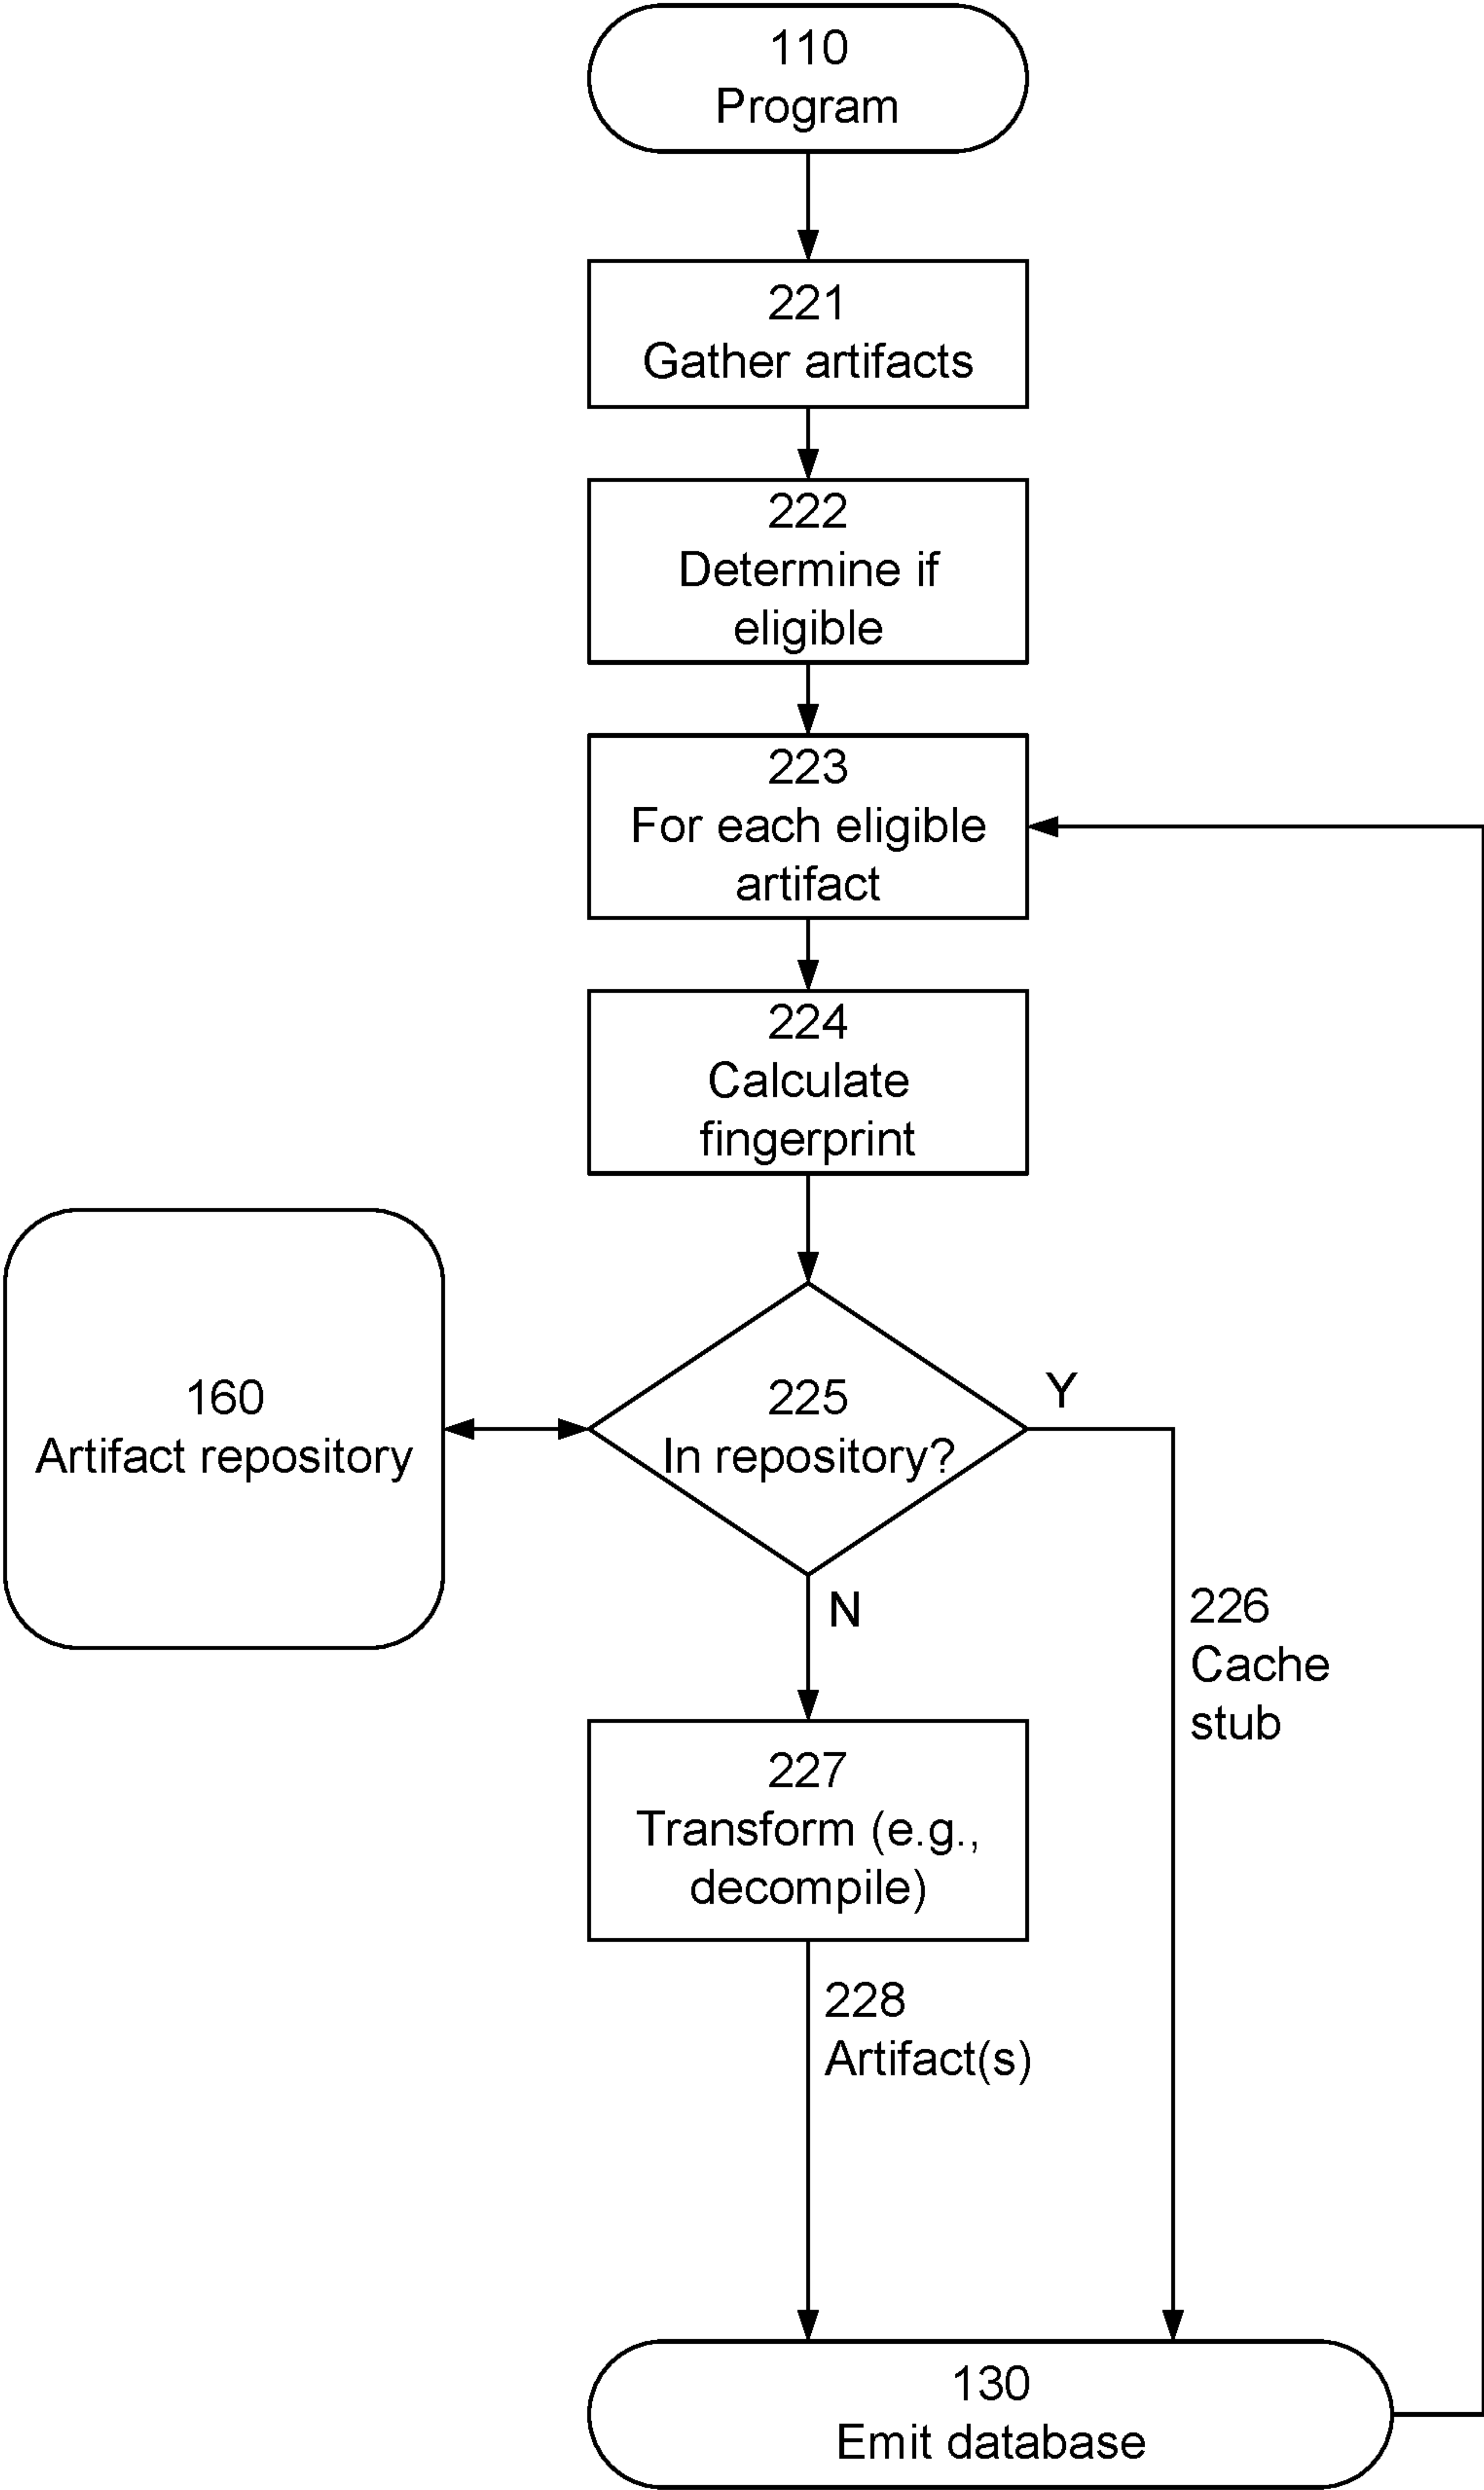 110
Program
221
Gather artifacts
222
Determine if
eligible
223
For each eligible
artifact
224
Calculate
fingerprint
160
Artifact repository
225
In repository?
Y
N
226
Cache
stub
227
Transform (e.g.,
decompile)
228
Artifact(s)
130
Emit database